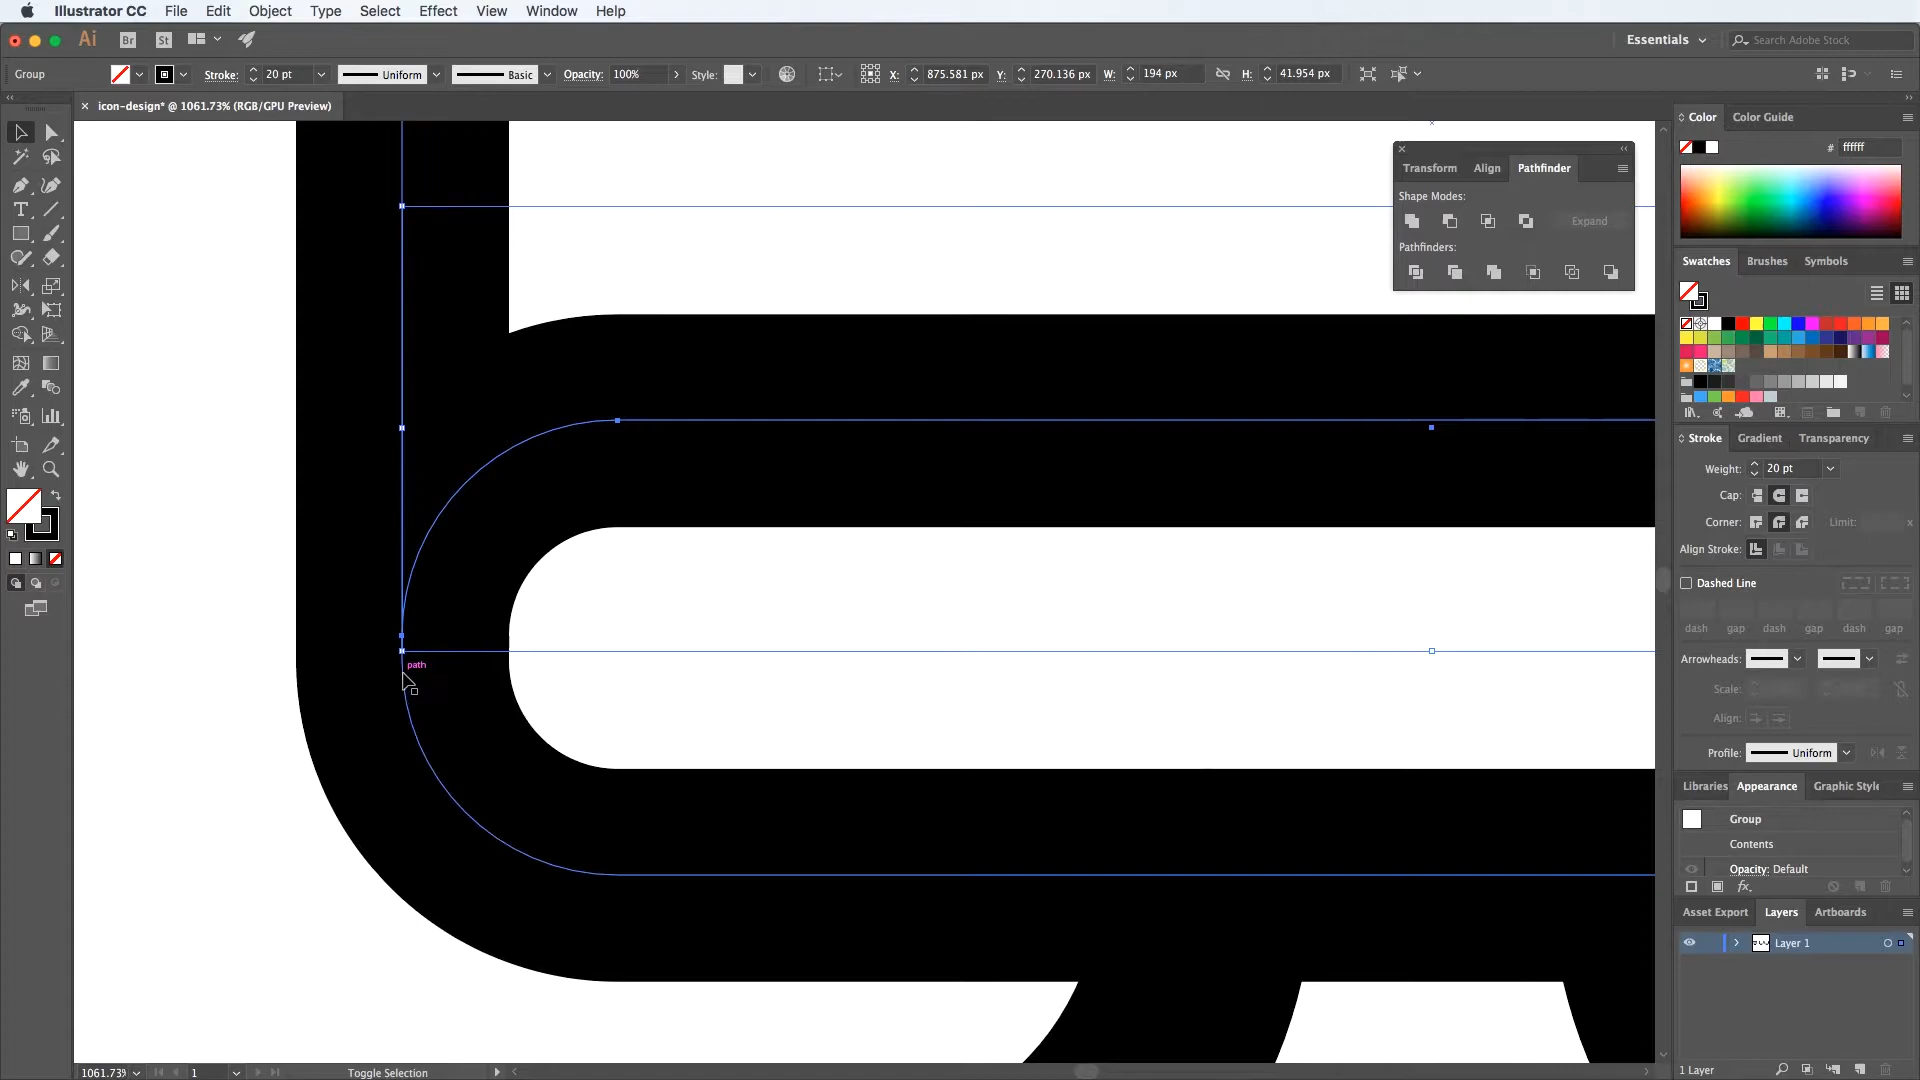 Illustrator CC File Edit Object Type Select Effect View Window Help
Ai Br St Essentials Search Adobe Stock
Group Stroke: 20 pt Uniform Basic Opacity: 100% Style: X: 875.581 px Y: 270.136 px W: 194 px H: 41.954 px
× icon-design* @ 1061.73% (RGB/GPU Preview)
Color Color Guide
# ffffff
Transform Align Pathfinder
Shape Modes:
Expand
Pathfinders:
Swatches Brushes Symbols
Stroke Gradient Transparency
Weight: 20 pt
Cap:
Corner: Limit: x
Align Stroke:
Dashed Line
dash gap dash gap dash gap
path
Arrowheads:
Scale:
Align:
Profile: Uniform
Libraries Appearance Graphic Style
Group
Contents
Opacity: Default
fx
Asset Export Layers Artboards
Layer 1
1061.73% 1 Toggle Selection
1 Layer